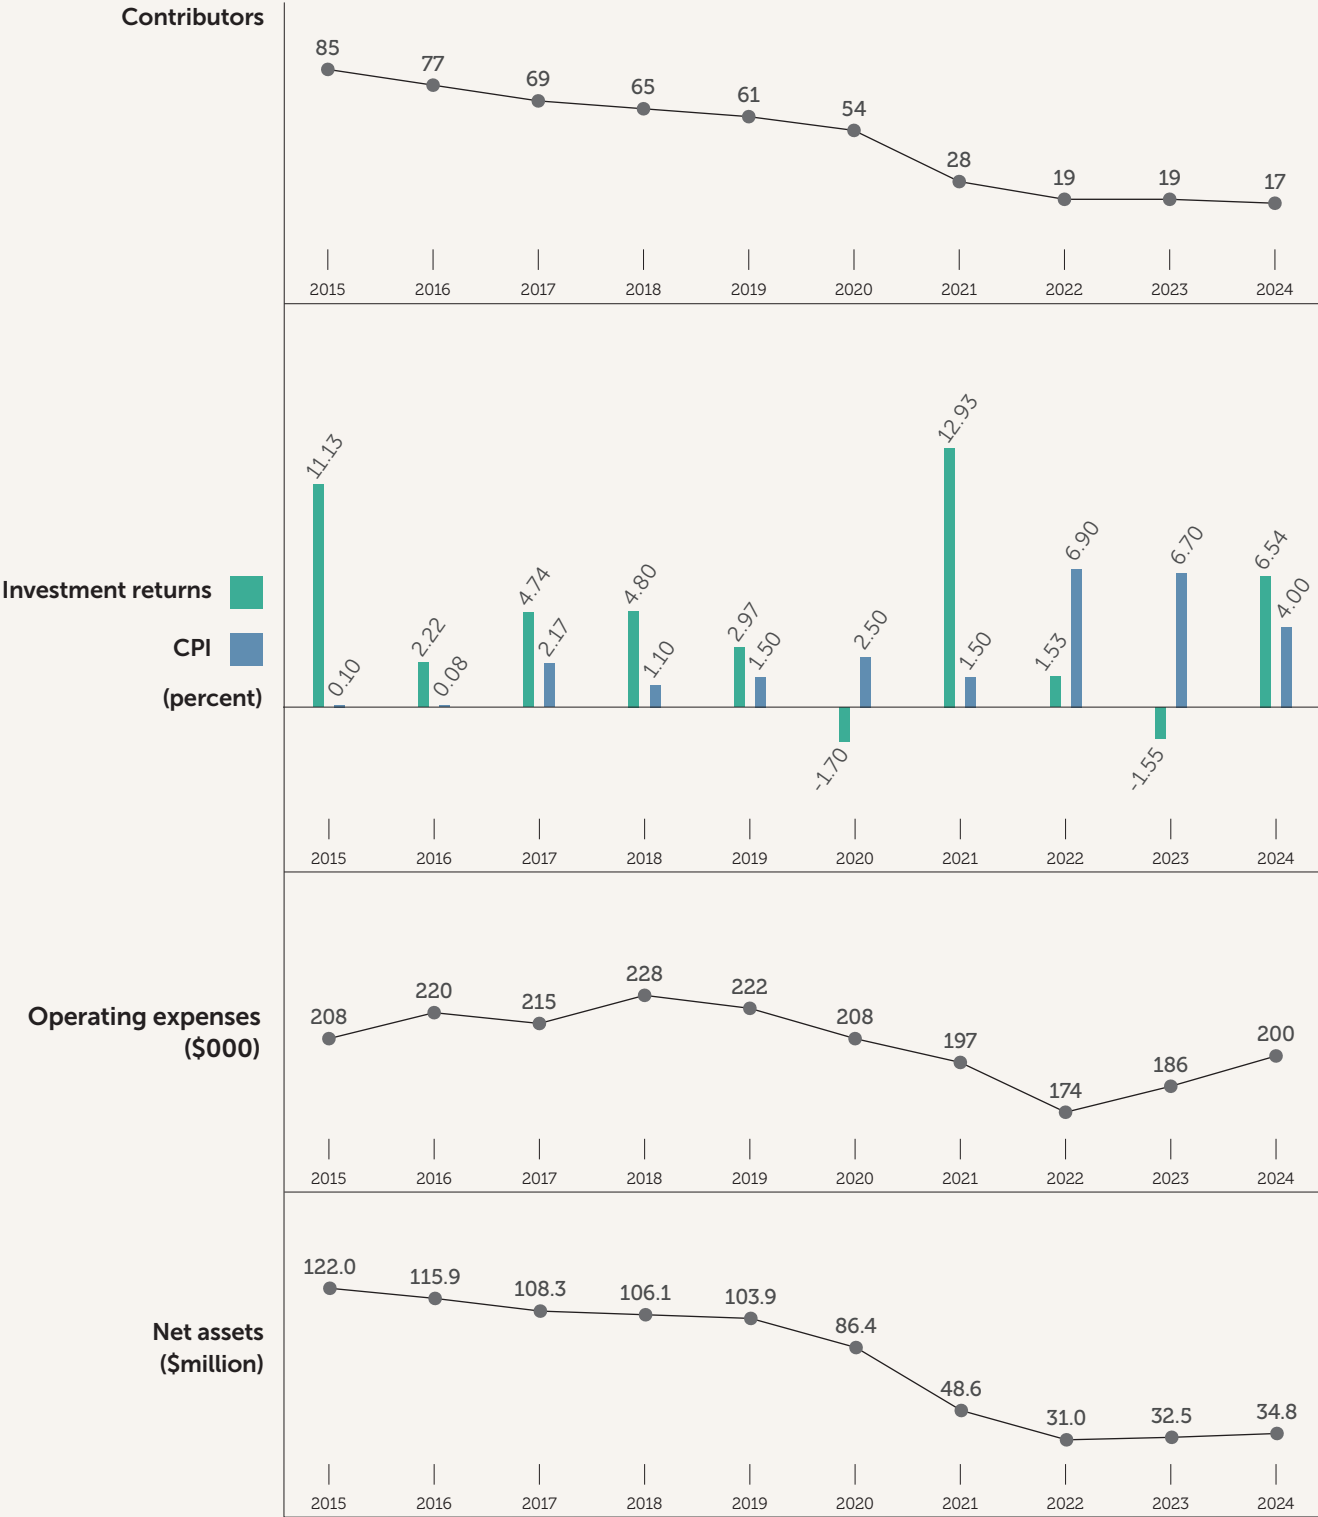 Contributors
85 77 69 65 61 54 28 19 19 17
2015 2016 2017 2018 2019 2020 2021 2022 2023 2024
Investment returns
CPI
(percent)
11.13 0.10 2.22 0.08 4.74 2.17 4.80 1.10 2.97 1.50 -1.70 2.50 12.93 1.50 1.53 6.90 -1.55 6.70 6.54 4.00
2015 2016 2017 2018 2019 2020 2021 2022 2023 2024
Operating expenses
($000)
208 220 215 228 222 208 197 174 186 200
2015 2016 2017 2018 2019 2020 2021 2022 2023 2024
Net assets
($million)
122.0 115.9 108.3 106.1 103.9 86.4 48.6 31.0 32.5 34.8
2015 2016 2017 2018 2019 2020 2021 2022 2023 2024